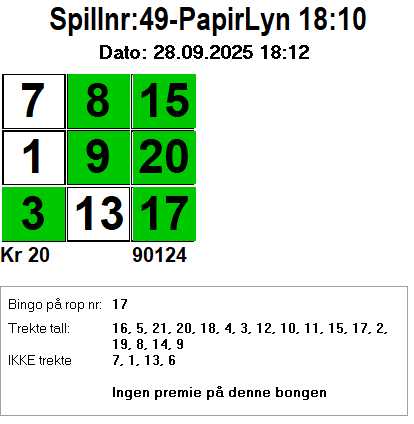 Spillnr:49-PapirLyn 18:10
Dato: 28.09.2025 18:12
7 8 15
1 9 20
3 13 17
Kr 20 90124
Bingo på rop nr: 17
Trekte tall: 16, 5, 21, 20, 18, 4, 3, 12, 10, 11, 15, 17, 2,
19, 8, 14, 9
IKKE trekte 7, 1, 13, 6
Ingen premie på denne bongen